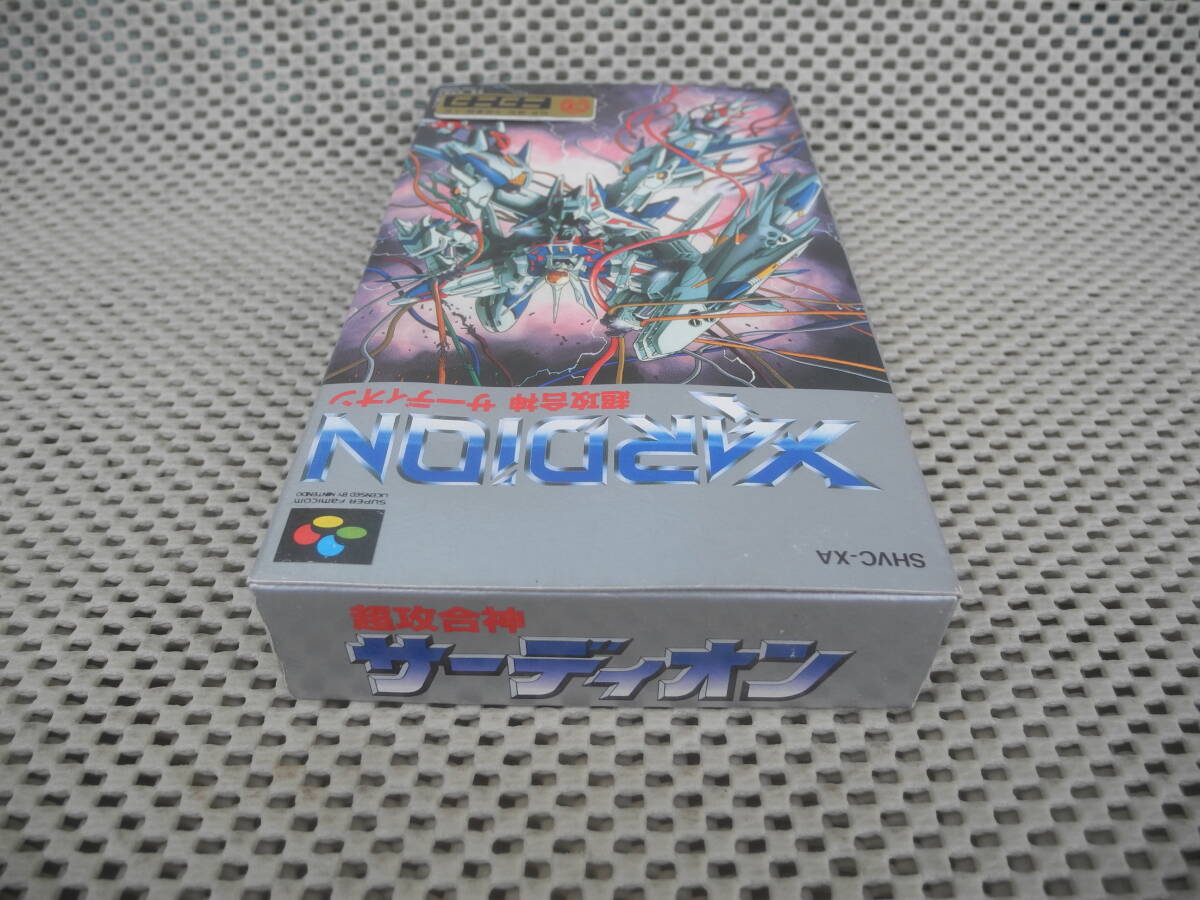 超攻合神
サーディオン
SHVC-XA
SUPER FAMICOM
LICENSED BY NINTENDO
XARDION
超攻合神 サーディオン